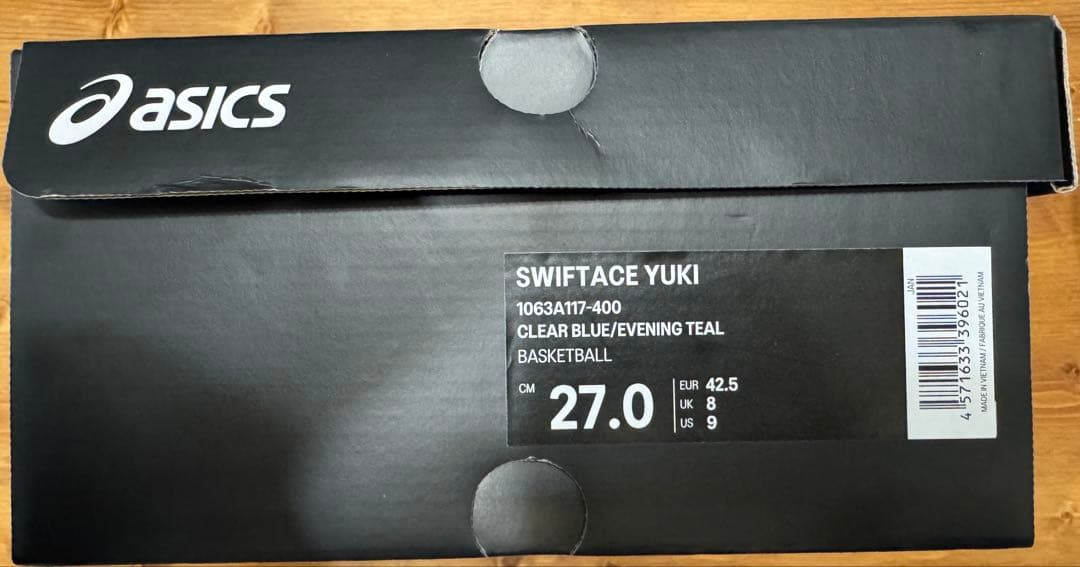 asics
SWIFTACE YUKI
1063A117-400
CLEAR BLUE/EVENING TEAL
BASKETBALL
CM 27.0
EUR 42.5
UK 8
US 9
JAN
4 571633 396021
MADE IN VIETNAM / FABRIQUÉ AU VIETNAM